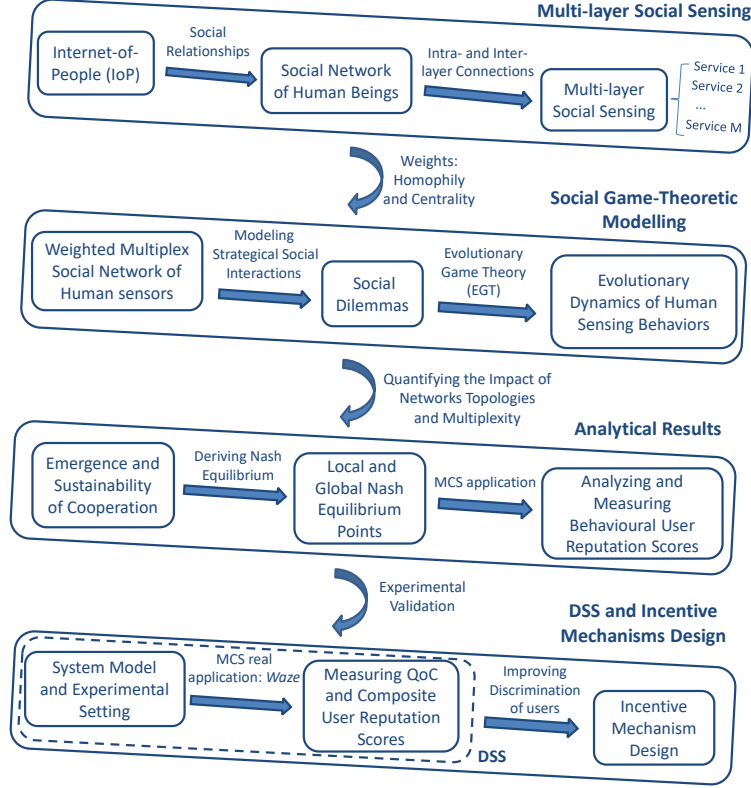 Multi-layer Social Sensing
Internet-of-
People (IoP)
Social
Relationships
Social Network
of Human Beings
Intra- and Inter-
layer Connections
Multi-layer
Social Sensing
Service 1
Service 2
...
Service M
Weights:
Homophily
and Centrality
Social Game-Theoretic
Modelling
Weighted Multiplex
Social Network of
Human sensors
Modeling
Strategical Social
Interactions
Social
Dilemmas
Evolutionary
Game Theory
(EGT)
Evolutionary
Dynamics of Human
Sensing Behaviors
Quantifying the Impact of
Networks Topologies
and Multiplexity
Analytical Results
Emergence and
Sustainability
of Cooperation
Deriving Nash
Equilibrium
Local and
Global Nash
Equilibrium
Points
MCS application
Analyzing and
Measuring
Behavioural User
Reputation Scores
Experimental
Validation
DSS and Incentive
Mechanisms Design
System Model
and Experimental
Setting
MCS real
application: Waze
Measuring QoC
and Composite
User Reputation
Scores
DSS
Improving
Discrimination
of users
Incentive
Mechanism
Design